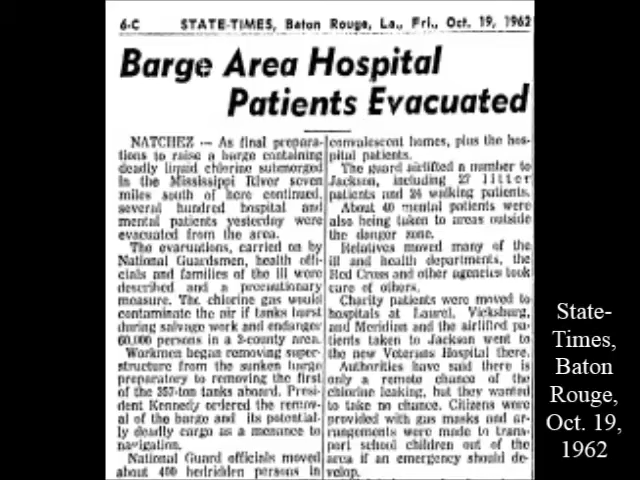 6-C STATE-TIMES, Baton Rouge, La., Fri., Oct. 19, 1962
Barge Area Hospital
Patients Evacuated
NATCHEZ — As final prepara-
tions to raise a barge containing
deadly liquid chlorine submerged
in the Mississippi River seven
miles south of here continued,
several hundred hospital and
mental patients yesterday were
evacuated from the area.
The evacuations, carried on by
National Guardsmen, health offi-
cials and families of the ill were
described and a precautionary
measure. The chlorine gas would
contaminate the air if tanks burst
during salvage work and endanger
60,000 persons in a 2-county area.
Workmen began removing super-
structure from the sunken barge
preparatory to removing the first
of the 357-ton tanks aboard. Presi-
dent Kennedy ordered the remov-
al of the barge and its potential-
ly deadly cargo as a menace to
navigation.
National Guard officials moved
about 400 bedridden persons in
convalescent homes, plus the hos-
pital patients.
The guard airlifted a number to
Jackson, including 27 litter
patients and 24 walking patients.
About 40 mental patients were
also being taken to areas outside
the danger zone.
Relatives moved many of the
ill and health departments, the
Red Cross and other agencies took
care of others.
Charity patients were moved to
hospitals at Laurel, Vicksburg,
and Meridian and the airlifted pa-
tients taken to Jackson went to
the new Veterans Hospital there.
Authorities have said there is
only a remote chance of the
chlorine leaking, but they wanted
to take no chance. Citizens were
provided with gas masks and ar-
rangements were made to trans-
port school children out of the
area if an emergency should de-
velop.
State-
Times,
Baton
Rouge,
Oct. 19,
1962